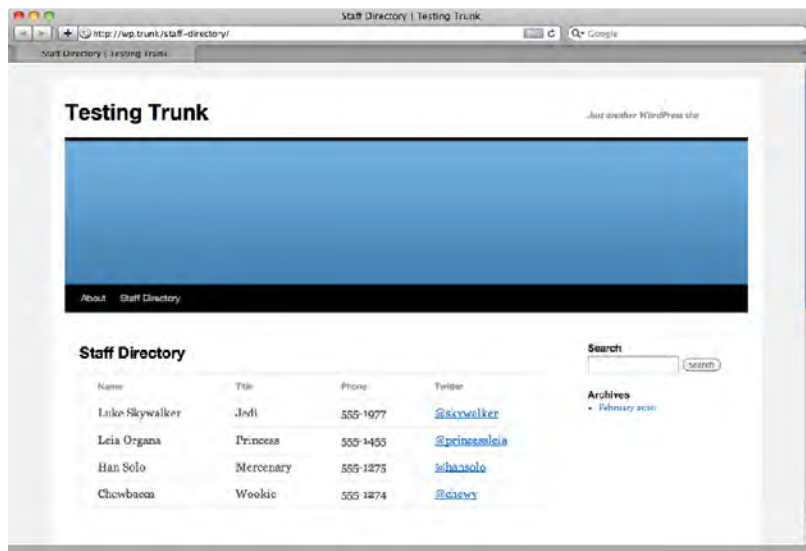 Staff Directory | Testing Trunk
http://wp.trunk/staff-directory/
Google
Staff Directory | Testing Trunk
Testing Trunk
Just another WordPress site
About Staff Directory
Staff Directory
Name Title Phone Twitter
Luke Skywalker Jedi 555-1977 @skywalker
Leia Organa Princess 555-1455 @princessleia
Han Solo Mercenary 555-1275 @hansolo
Chewbacca Wookie 555-1274 @chewy
Search
Search
Archives
February 2010